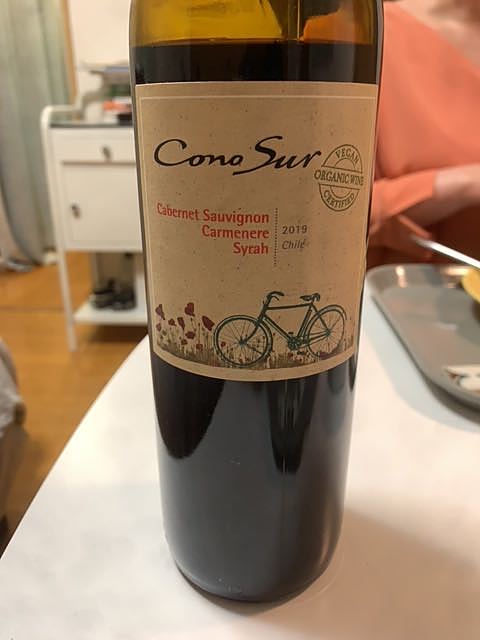 Cono Sur
VEGAN
ORGANIC WINE
CERTIFIED
Cabernet Sauvignon
Carmenere
Syrah
2019
Chile